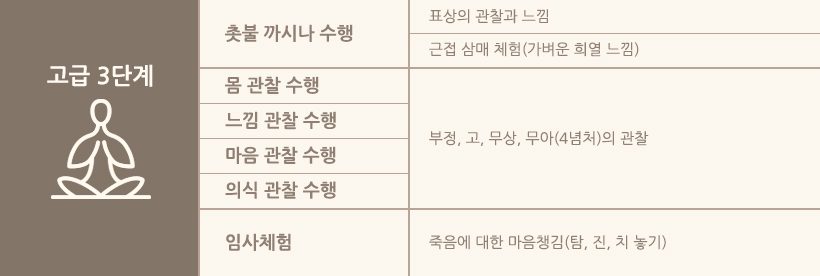 고급 3단계
촛불 까시나 수행
표상의 관찰과 느낌
근접 삼매 체험(가벼운 희열 느낌)
몸 관찰 수행
느낌 관찰 수행
마음 관찰 수행
의식 관찰 수행
부정, 고, 무상, 무아(4념처)의 관찰
임사체험
죽음에 대한 마음챙김(탐, 진, 치 놓기)